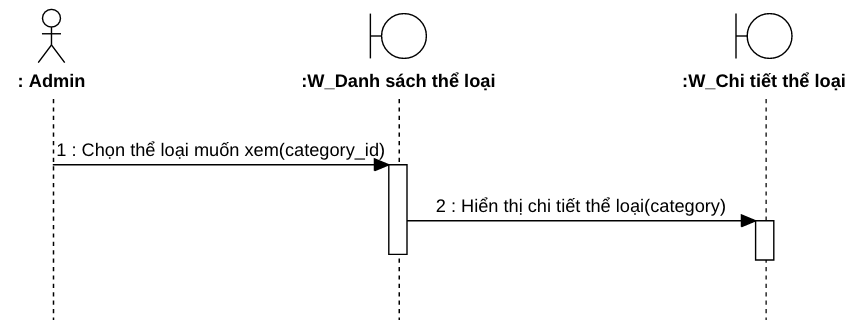 : Admin
:W_Danh sách thể loại
:W_Chi tiết thể loại
1 : Chọn thể loại muốn xem(category_id)
2 : Hiển thị chi tiết thể loại(category)